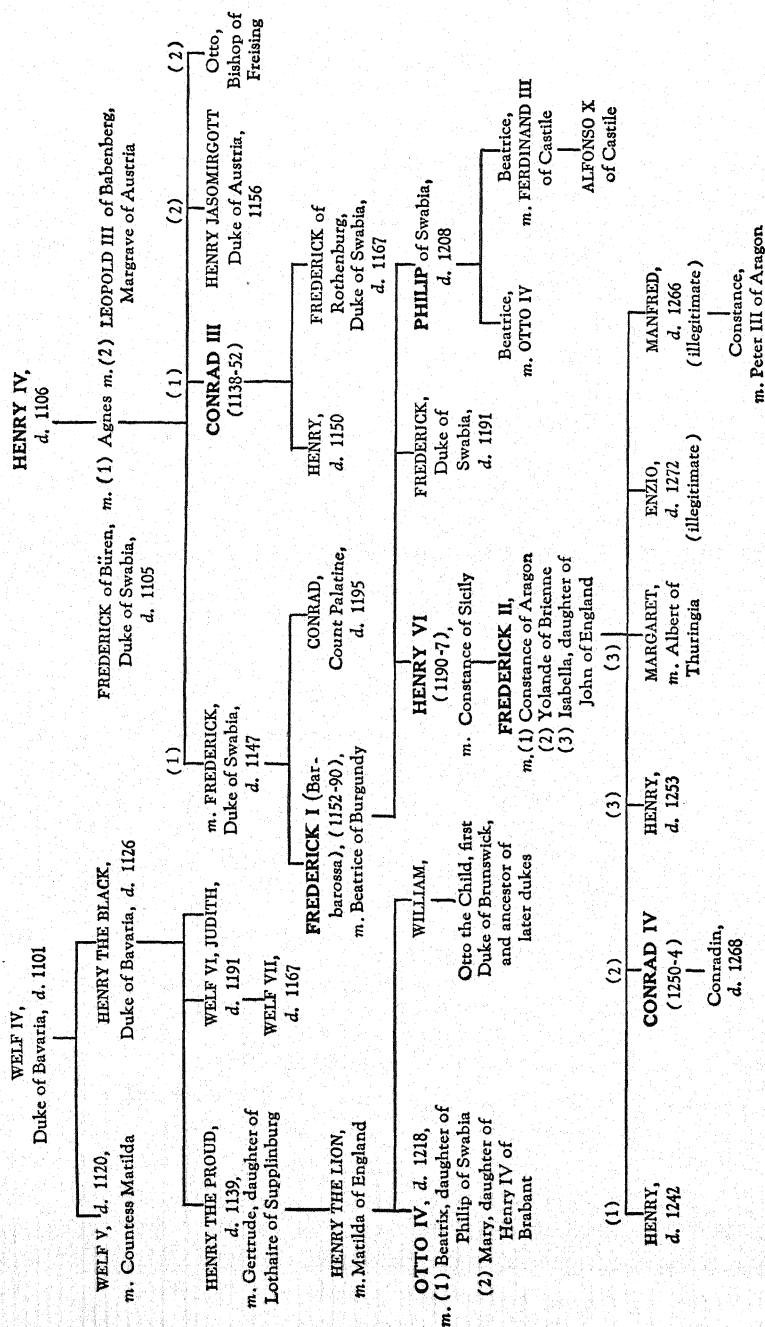 WELF IV,
Duke of Bavaria, d. 1101
WELF V, d. 1120,
m. Countess Matilda
HENRY THE BLACK,
Duke of Bavaria, d. 1126
HENRY THE PROUD,
d. 1139,
m. Gertrude, daughter of
Lothaire of Supplinburg
WELF VI,
d. 1191
JUDITH,
WELF VII,
d. 1167
HENRY THE LION,
m. Matilda of England
OTTO IV, d. 1218,
m. (1) Beatrix, daughter of
Philip of Swabia
(2) Mary, daughter of
Henry IV of
Brabant
WILLIAM,
Otto the Child, first
Duke of Brunswick,
and ancestor of
later dukes
HENRY IV,
d. 1106
FREDERICK of Büren, m. (1) Agnes m. (2) LEOPOLD III of Babenberg,
Duke of Swabia,
d. 1105
Margrave of Austria
(1)
m. FREDERICK,
Duke of Swabia,
d. 1147
(1)
CONRAD III
(1138-52)
(2)
HENRY JASOMIRGOTT
Duke of Austria,
1156
(2)
Otto,
Bishop of
Freising
FREDERICK I (Bar-
barossa), (1152-90),
m. Beatrice of Burgundy
CONRAD,
Count Palatine,
d. 1195
HENRY,
d. 1150
FREDERICK of
Rothenburg,
Duke of Swabia,
d. 1167
HENRY VI
(1190-7),
m. Constance of Sicily
FREDERICK,
Duke of
Swabia,
d. 1191
PHILIP of Swabia,
d. 1208
FREDERICK II,
m. (1) Constance of Aragon
(2) Yolande of Brienne
(3) Isabella, daughter of
John of England
Beatrice,
m. OTTO IV
Beatrice,
m. FERDINAND III
of Castile
ALFONSO X
of Castile
(1)
HENRY,
d. 1242
(2)
CONRAD IV
(1250-4)
Conradin,
d. 1268
(3)
HENRY,
d. 1253
(3)
MARGARET,
m. Albert of
Thuringia
ENZIO,
d. 1272
(illegitimate)
MANFRED,
d. 1266
(illegitimate)
Constance,
m. Peter III of Aragon